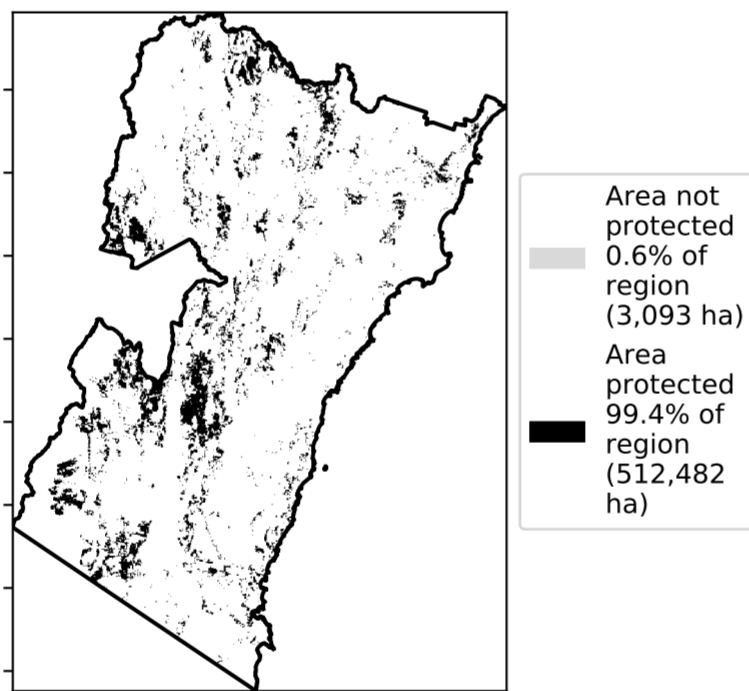 Area not
protected
0.6% of
region
(3,093 ha)
Area
protected
99.4% of
region
(512,482
ha)